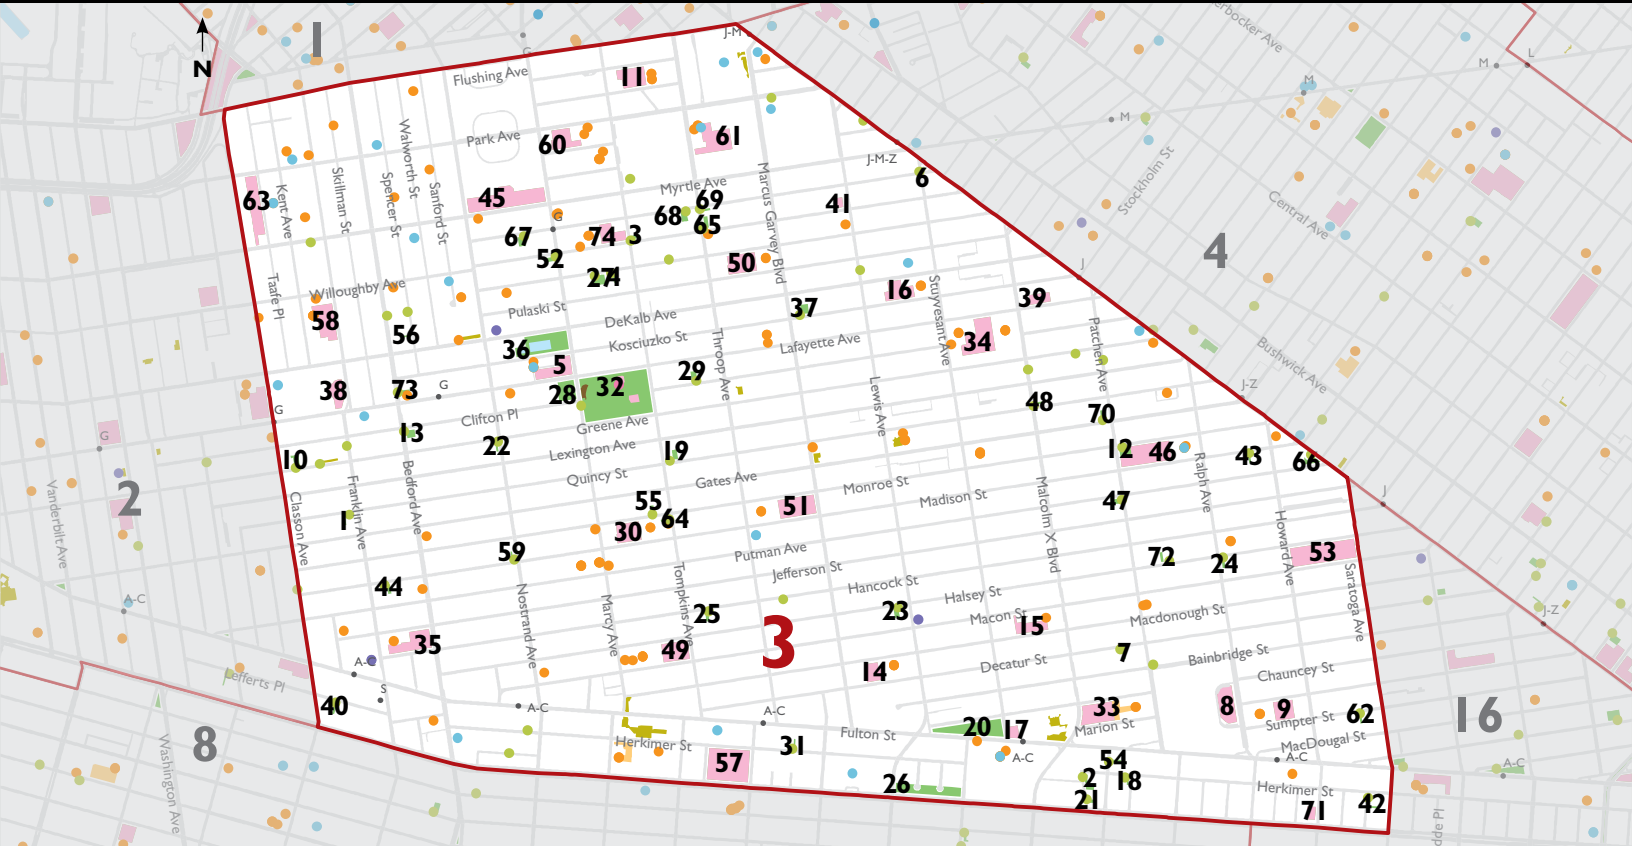 J-M
1
N
Flushing Ave
11
M
L
M
M
Park Ave
60
61
Walworth St
Skillman St
Spencer St
Sanford St
Kent Ave
63
45
Myrtle Ave
69
68
65
Marcus Garvey Blvd
J-M-Z
6
41
Stockholm St
Central Ave
4
G
67
74
3
52
27
4
50
J
Taafe Pl
Willoughby Ave
Pulaski St
DeKalb Ave
Kosciuzko St
37
16
Stuyvesant Ave
39
58
56
36
5
Throop Ave
Lafayette Ave
34
Patchen Ave
Bushwick Ave
38
73
G
28
32
29
Lewis Ave
48
70
J-Z
G
Clifton Pl
Greene Ave
13
22
Lexington Ave
19
10
Quincy St
Gates Ave
Monroe St
Madison St
12
46
43
66
G
2
Vanderbilt Ave
Classon Ave
Franklin Ave
Bedford Ave
1
55
64
30
51
Malcolm X Blvd
47
Ralph Ave
Howard Ave
J
59
Putman Ave
Jefferson St
72
24
53
44
Nostrand Ave
Marcy Ave
Tompkins Ave
25
Hancock St
23
Halsey St
Macon St
15
Macdonough St
Saratoga Ave
A-C
J-Z
35
49
3
14
Decatur St
7
Bainbridge St
Chauncey St
A-C
Lefferts Pl
S
40
A-C
A-C
Fulton St
20
17
33
Marion St
8
9
Sumpter St
62
16
8
Washington Ave
Herkimer St
57
31
A-C
54
MacDougal St
A-C
A-C
26
2
18
21
Herkimer St
71
42